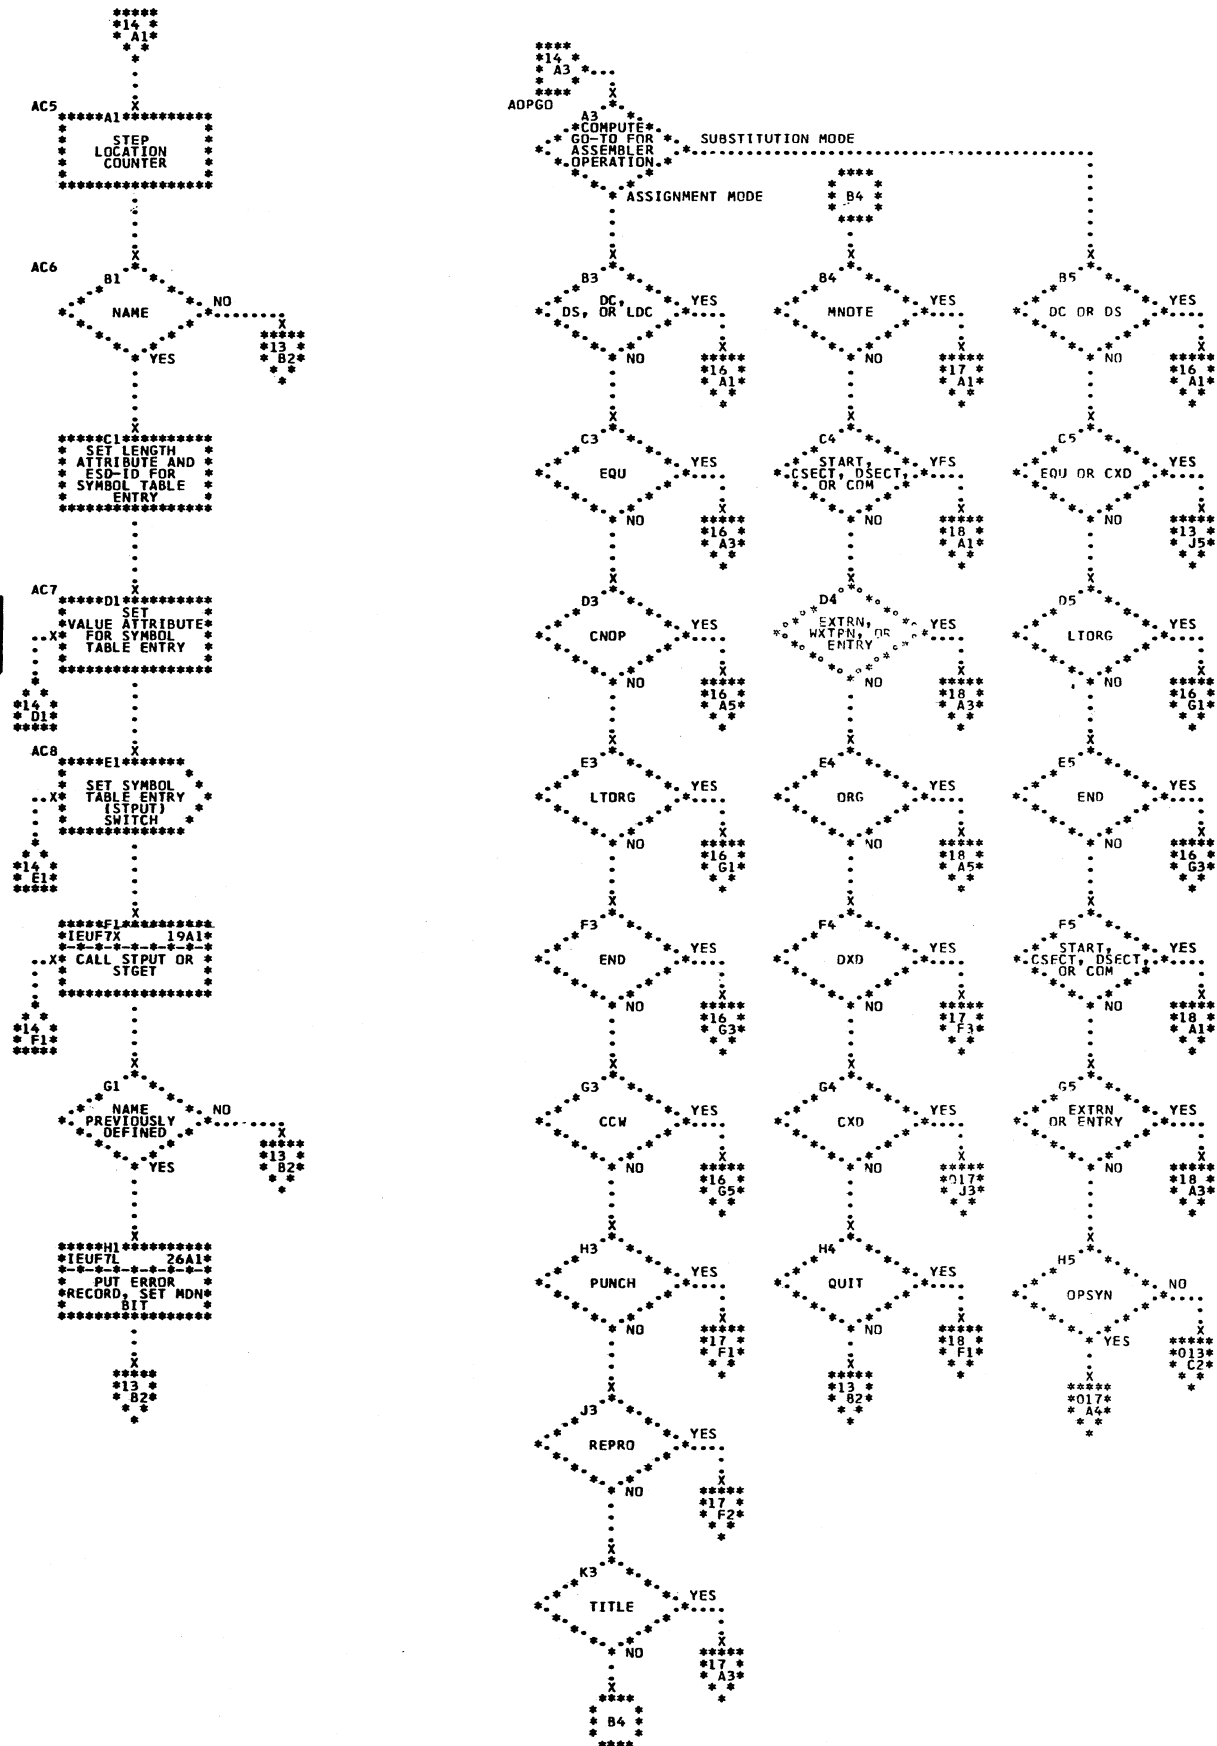 14
A1
AC5
A1
STEP
LOCATION
COUNTER
X
AC6
B1
NAME
NO
YES
X
13
B2
X
C1
SET LENGTH
ATTRIBUTE AND
ESD-ID FOR
SYMBOL TABLE
ENTRY
X
AC7
D1
SET
VALUE ATTRIBUTE
FOR SYMBOL
TABLE ENTRY
X
14
D1
X
AC8
E1
SET SYMBOL
TABLE ENTRY
(STPUT)
SWITCH
X
14
E1
X
F1
IEUF7X 19A1
CALL STPUT OR
STGET
X
14
F1
X
G1
NAME
PREVIOUSLY
DEFINED
NO
YES
X
13
B2
X
H1
IEUF7L 26A1
PUT ERROR
RECORD, SET MDN
BIT
X
13
B2
14
A3
X
AOPGO
A3
COMPUTE
GO-TO FOR
ASSEMBLER
OPERATION
SUBSTITUTION MODE
ASSIGNMENT MODE
X
B3
DC,
DS, OR LDC
YES
NO
X
16
A1
X
C3
EQU
YES
NO
X
16
A3
X
D3
CNOP
YES
NO
X
16
A5
X
E3
LTORG
YES
NO
X
16
G1
X
F3
END
YES
NO
X
16
G3
X
G3
CCW
YES
NO
X
16
G5
X
H3
PUNCH
YES
NO
X
17
F1
X
J3
REPRO
YES
NO
X
17
F2
X
K3
TITLE
YES
NO
X
17
A3
X
B4
B4
X
B4
MNOTE
YES
NO
X
17
A1
X
C4
START,
CSECT, DSECT
OR COM
YFS
NO
X
18
A1
X
D4
EXTRN,
WXTPN, OR
ENTRY
YES
NO
X
18
A3
X
E4
ORG
YES
NO
X
18
A5
X
F4
DXD
YES
NO
X
17
F3
X
G4
CXD
YES
NO
X
017
J3
X
H4
QUIT
YES
NO
X
18
F1
X
13
B2
X
B5
DC OR DS
YES
NO
X
16
A1
X
C5
EQU OR CXD
YES
NO
X
13
J5
X
D5
LTORG
YES
NO
X
16
G1
X
E5
END
YES
NO
X
16
G3
X
F5
START,
CSECT, DSECT,
OR COM
YES
NO
X
18
A1
X
G5
EXTRN
OR ENTRY
YES
NO
X
18
A3
X
H5
OPSYN
NO
YES
X
013
C2
X
017
A4